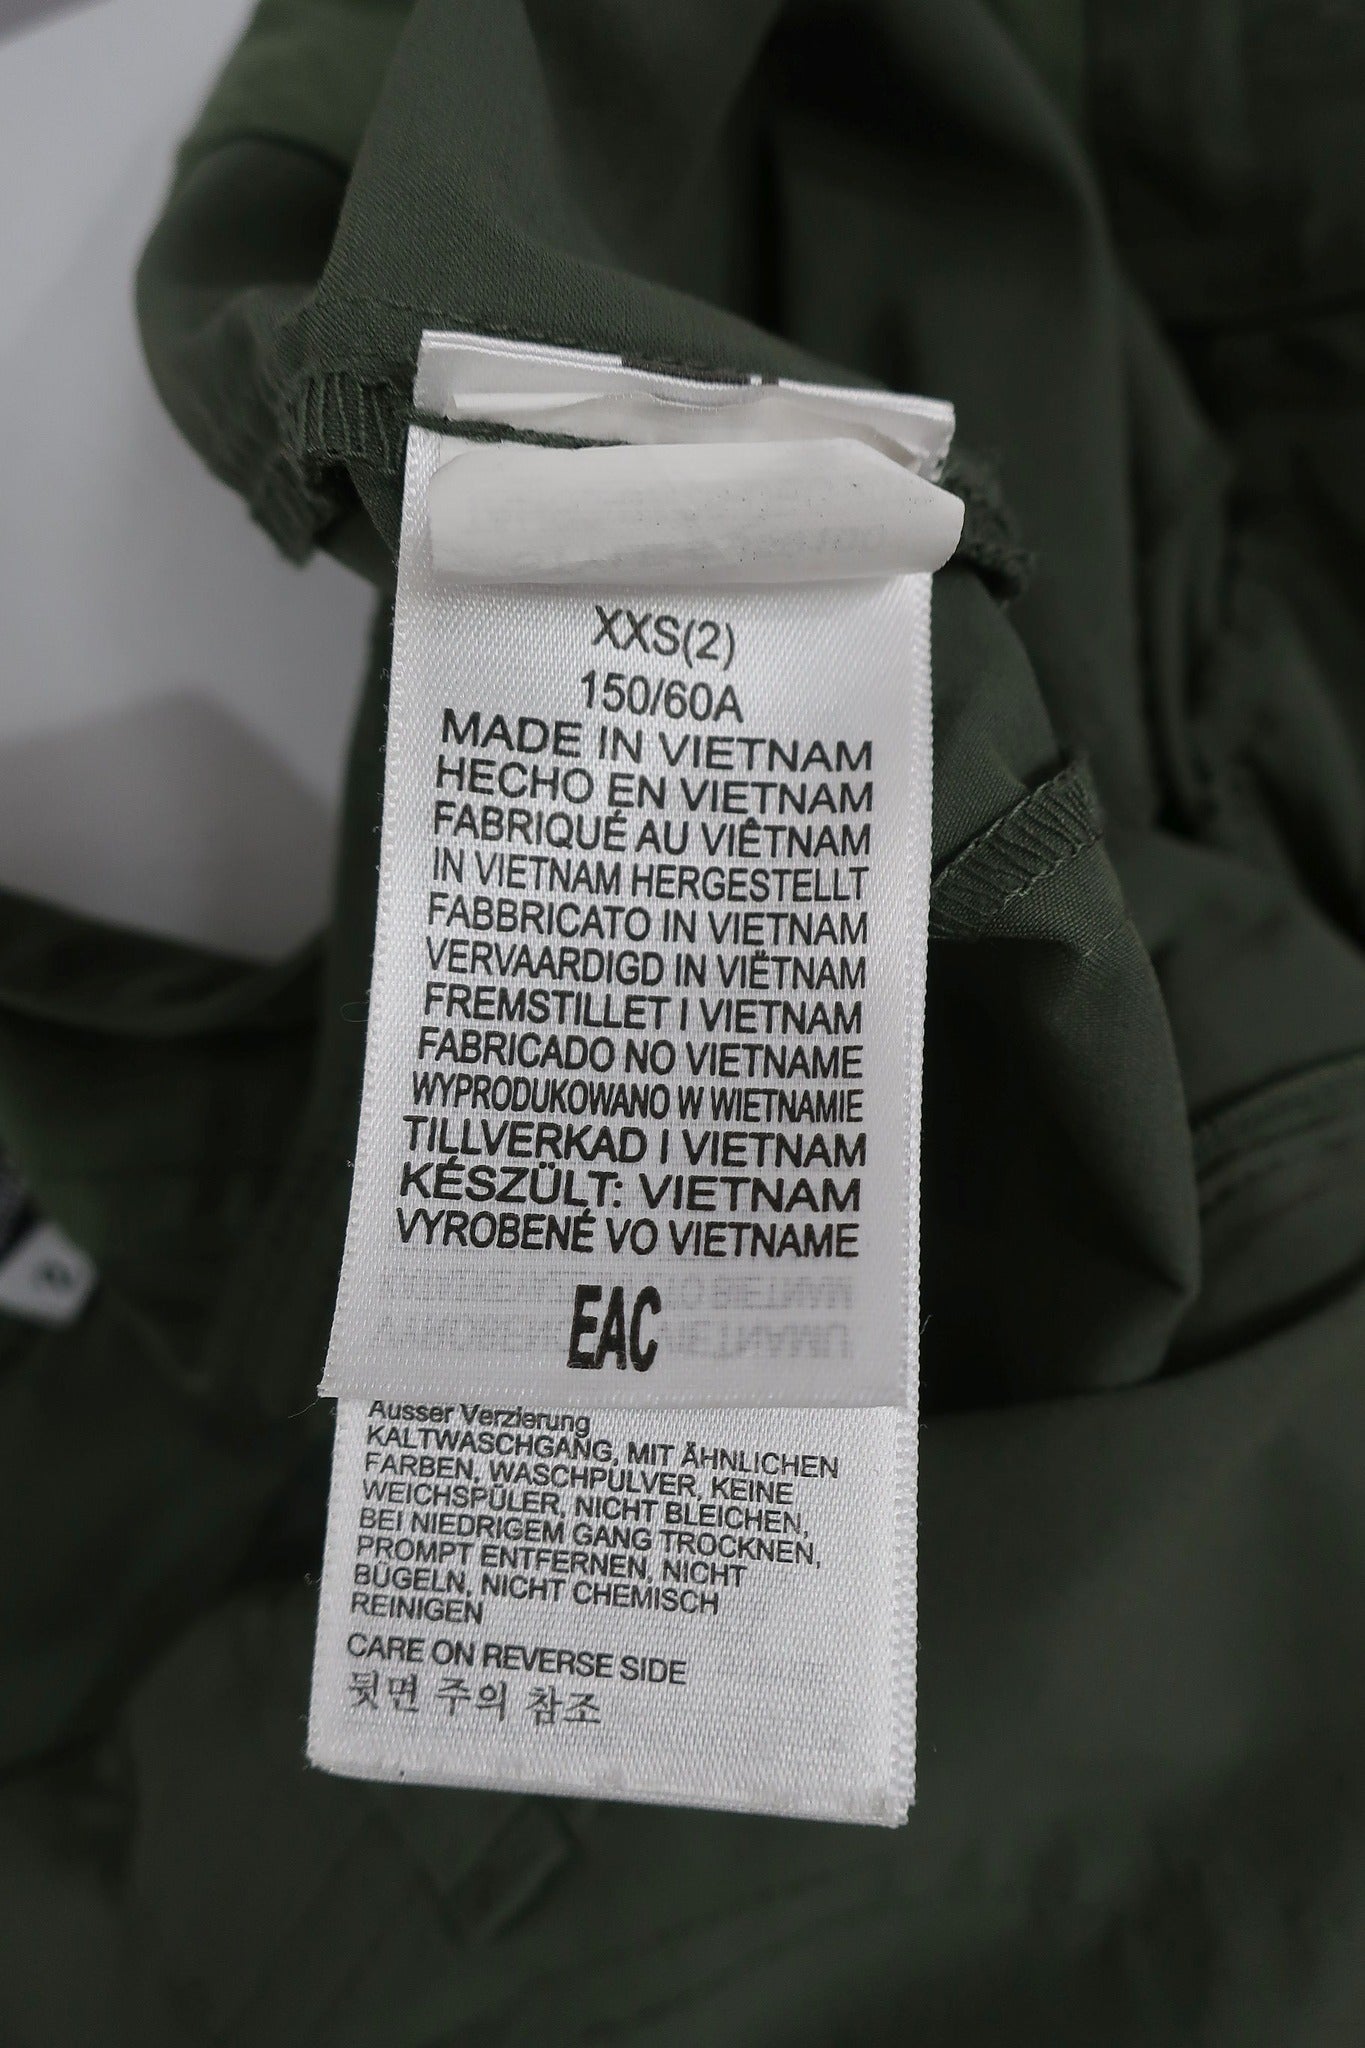 XXS(2)
150/60A
MADE IN VIETNAM
HECHO EN VIETNAM
FABRIQUÉ AU VIÊTNAM
IN VIETNAM HERGESTELLT
FABBRICATO IN VIETNAM
VERVAARDIGD IN VIËTNAM
FREMSTILLET I VIETNAM
FABRICADO NO VIETNAME
WYPRODUKOWANO W WIETNAMIE
TILLVERKAD I VIETNAM
KÉSZÜLT: VIETNAM
VYROBENÉ VO VIETNAME
EAC
Ausser Verzierung
KALTWASCHGANG, MIT ÄHNLICHEN
FARBEN, WASCHPULVER, KEINE
WEICHSPÜLER, NICHT BLEICHEN,
BEI NIEDRIGEM GANG TROCKNEN,
PROMPT ENTFERNEN, NICHT
BÜGELN, NICHT CHEMISCH
REINIGEN
CARE ON REVERSE SIDE
뒷면 주의 참조